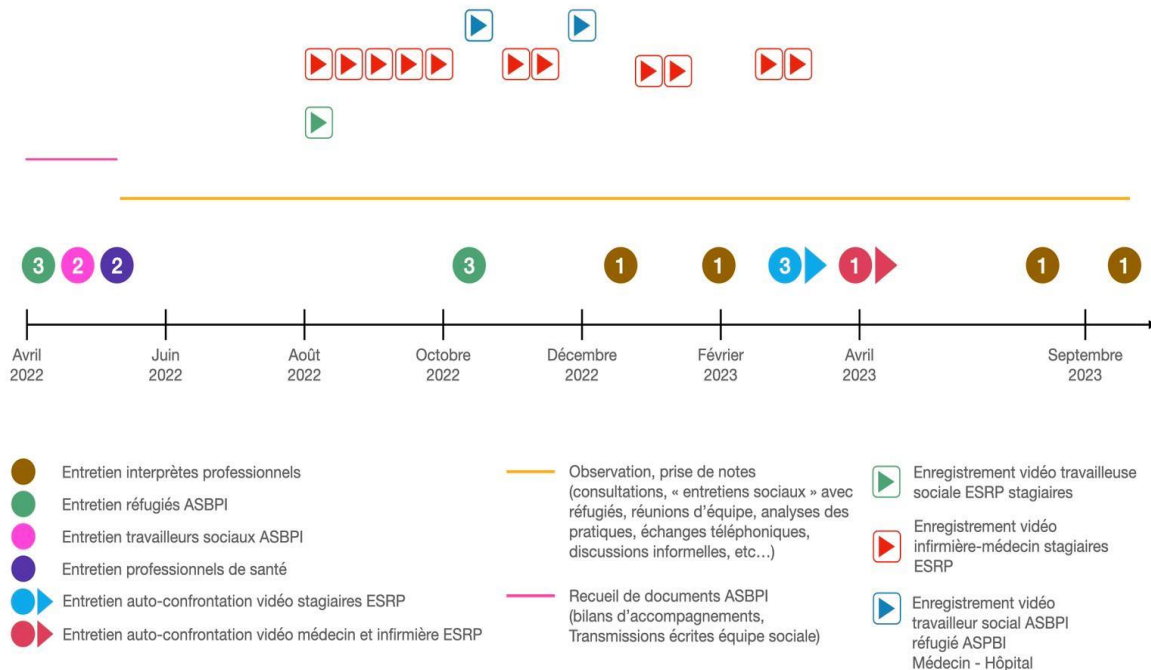 3
2
2
3
1
1
3
1
1
1
Avril
2022
Juin
2022
Août
2022
Octobre
2022
Décembre
2022
Février
2023
Avril
2023
Septembre
2023
Entretien interprètes professionnels
Entretien réfugiés ASBPI
Entretien travailleurs sociaux ASBPI
Entretien professionnels de santé
Entretien auto-confrontation vidéo stagiaires ESRP
Entretien auto-confrontation vidéo médecin et infirmière ESRP
Observation, prise de notes
(consultations, « entretiens sociaux » avec
réfugiés, réunions d'équipe, analyses des
pratiques, échanges téléphoniques,
discussions informelles, etc…)
Recueil de documents ASBPI
(bilans d'accompagnements,
Transmissions écrites équipe sociale)
Enregistrement vidéo travailleuse
sociale ESRP stagiaires
Enregistrement vidéo
infirmière-médecin stagiaires
ESRP
Enregistrement vidéo
travailleur social ASBPI
réfugié ASPBI
Médecin - Hôpital